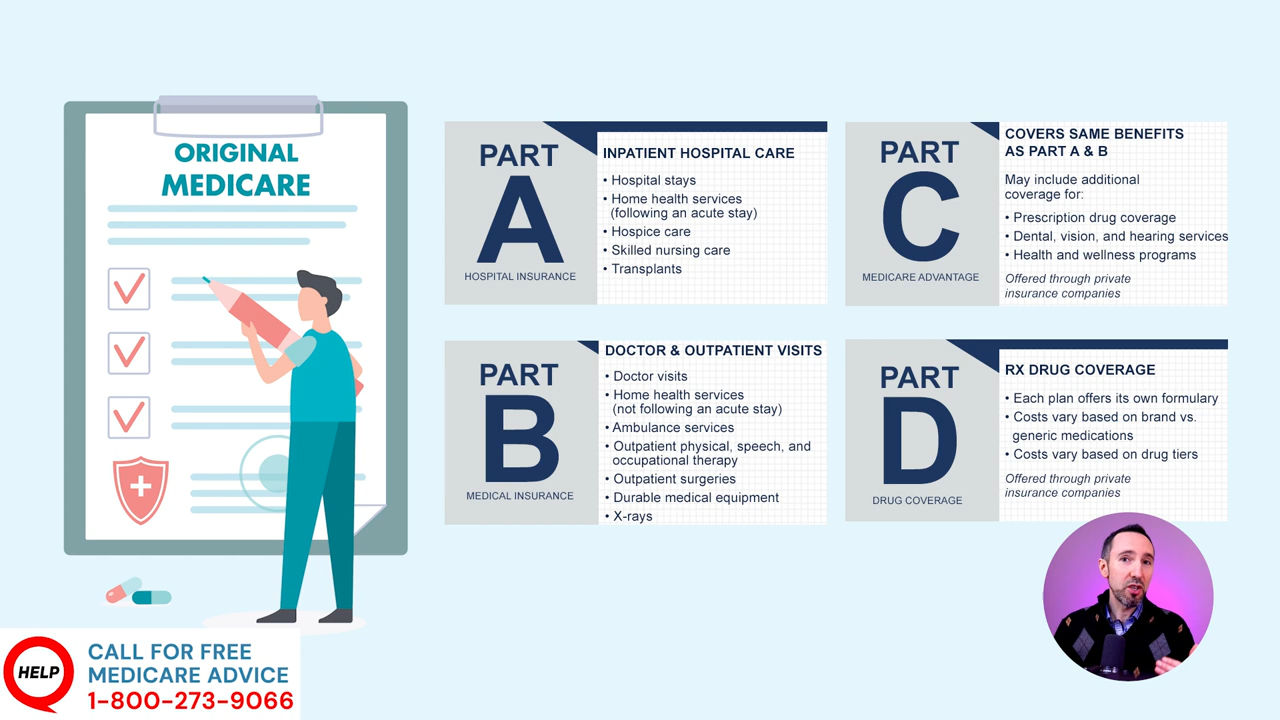 ORIGINAL
MEDICARE
PART
A
HOSPITAL INSURANCE
INPATIENT HOSPITAL CARE
• Hospital stays
• Home health services
(following an acute stay)
• Hospice care
• Skilled nursing care
• Transplants
PART
B
MEDICAL INSURANCE
DOCTOR & OUTPATIENT VISITS
• Doctor visits
• Home health services
(not following an acute stay)
• Ambulance services
• Outpatient physical, speech, and
occupational therapy
• Outpatient surgeries
• Durable medical equipment
• X-rays
PART
C
MEDICARE ADVANTAGE
COVERS SAME BENEFITS
AS PART A & B
May include additional
coverage for:
• Prescription drug coverage
• Dental, vision, and hearing services
• Health and wellness programs
Offered through private
insurance companies
PART
D
DRUG COVERAGE
RX DRUG COVERAGE
• Each plan offers its own formulary
• Costs vary based on brand vs.
generic medications
• Costs vary based on drug tiers
Offered through private
insurance companies
HELP
CALL FOR FREE
MEDICARE ADVICE
1-800-273-9066